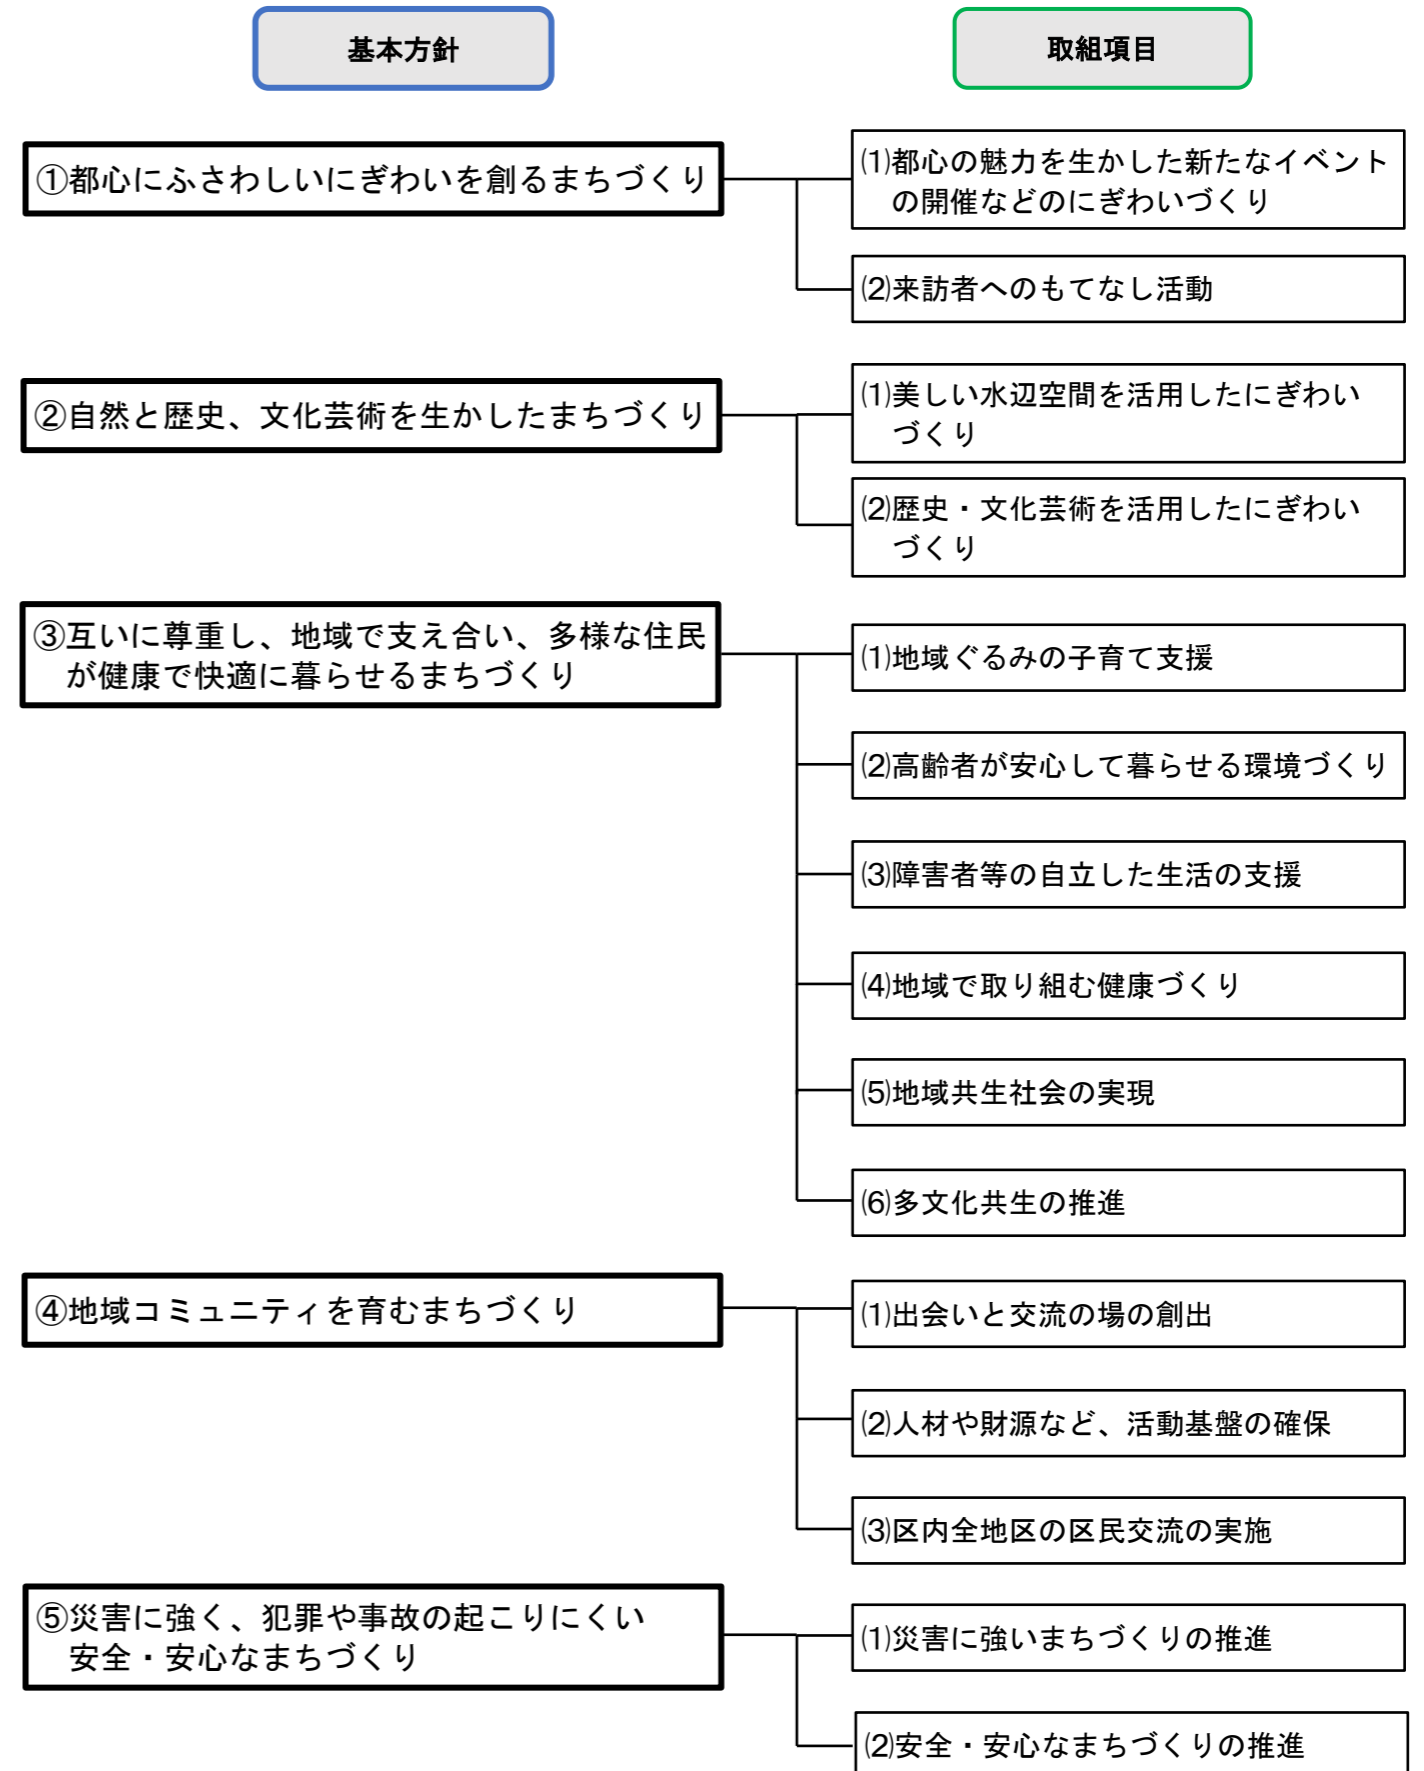 基本方針
取組項目
①都心にふさわしいにぎわいを創るまちづくり
⑴都心の魅力を生かした新たなイベント
の開催などのにぎわいづくり
⑵来訪者へのもてなし活動
②自然と歴史、文化芸術を生かしたまちづくり
⑴美しい水辺空間を活用したにぎわい
づくり
⑵歴史・文化芸術を活用したにぎわい
づくり
③互いに尊重し、地域で支え合い、多様な住民
が健康で快適に暮らせるまちづくり
⑴地域ぐるみの子育て支援
⑵高齢者が安心して暮らせる環境づくり
⑶障害者等の自立した生活の支援
⑷地域で取り組む健康づくり
⑸地域共生社会の実現
⑹多文化共生の推進
④地域コミュニティを育むまちづくり
⑴出会いと交流の場の創出
⑵人材や財源など、活動基盤の確保
⑶区内全地区の区民交流の実施
⑤災害に強く、犯罪や事故の起こりにくい
安全・安心なまちづくり
⑴災害に強いまちづくりの推進
⑵安全・安心なまちづくりの推進